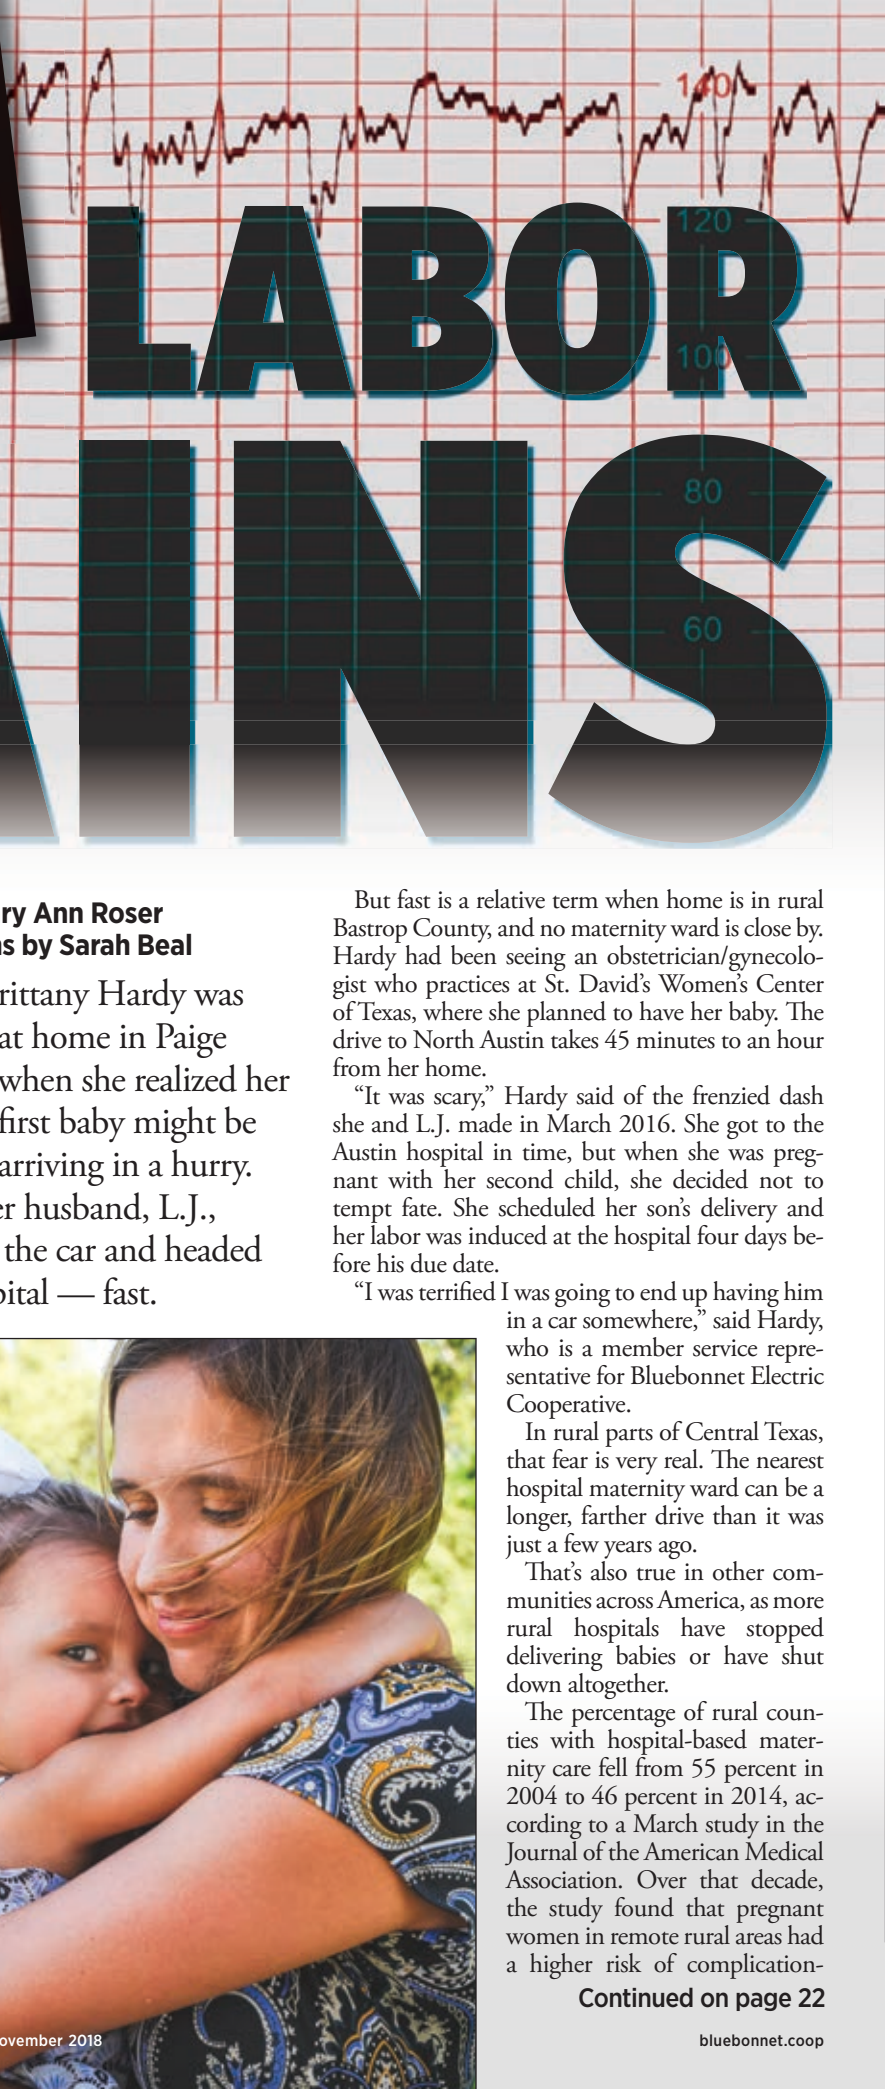 140
LABOR
120
100
AINS
80
60
ry Ann Roser
s by Sarah Beal
rittany Hardy was
at home in Paige
when she realized her
first baby might be
arriving in a hurry.
er husband, L.J.,
the car and headed
pital — fast.
But fast is a relative term when home is in rural
Bastrop County, and no maternity ward is close by.
Hardy had been seeing an obstetrician/gynecolo-
gist who practices at St. David’s Women’s Center
of Texas, where she planned to have her baby. The
drive to North Austin takes 45 minutes to an hour
from her home.
“It was scary,” Hardy said of the frenzied dash
she and L.J. made in March 2016. She got to the
Austin hospital in time, but when she was preg-
nant with her second child, she decided not to
tempt fate. She scheduled her son’s delivery and
her labor was induced at the hospital four days be-
fore his due date.
“I was terrified I was going to end up having him
in a car somewhere,” said Hardy,
who is a member service repre-
sentative for Bluebonnet Electric
Cooperative.
In rural parts of Central Texas,
that fear is very real. The nearest
hospital maternity ward can be a
longer, farther drive than it was
just a few years ago.
That’s also true in other com-
munities across America, as more
rural hospitals have stopped
delivering babies or have shut
down altogether.
The percentage of rural coun-
ties with hospital-based mater-
nity care fell from 55 percent in
2004 to 46 percent in 2014, ac-
cording to a March study in the
Journal of the American Medical
Association. Over that decade,
the study found that pregnant
women in remote rural areas had
a higher risk of complication-
Continued on page 22
ovember 2018
bluebonnet.coop